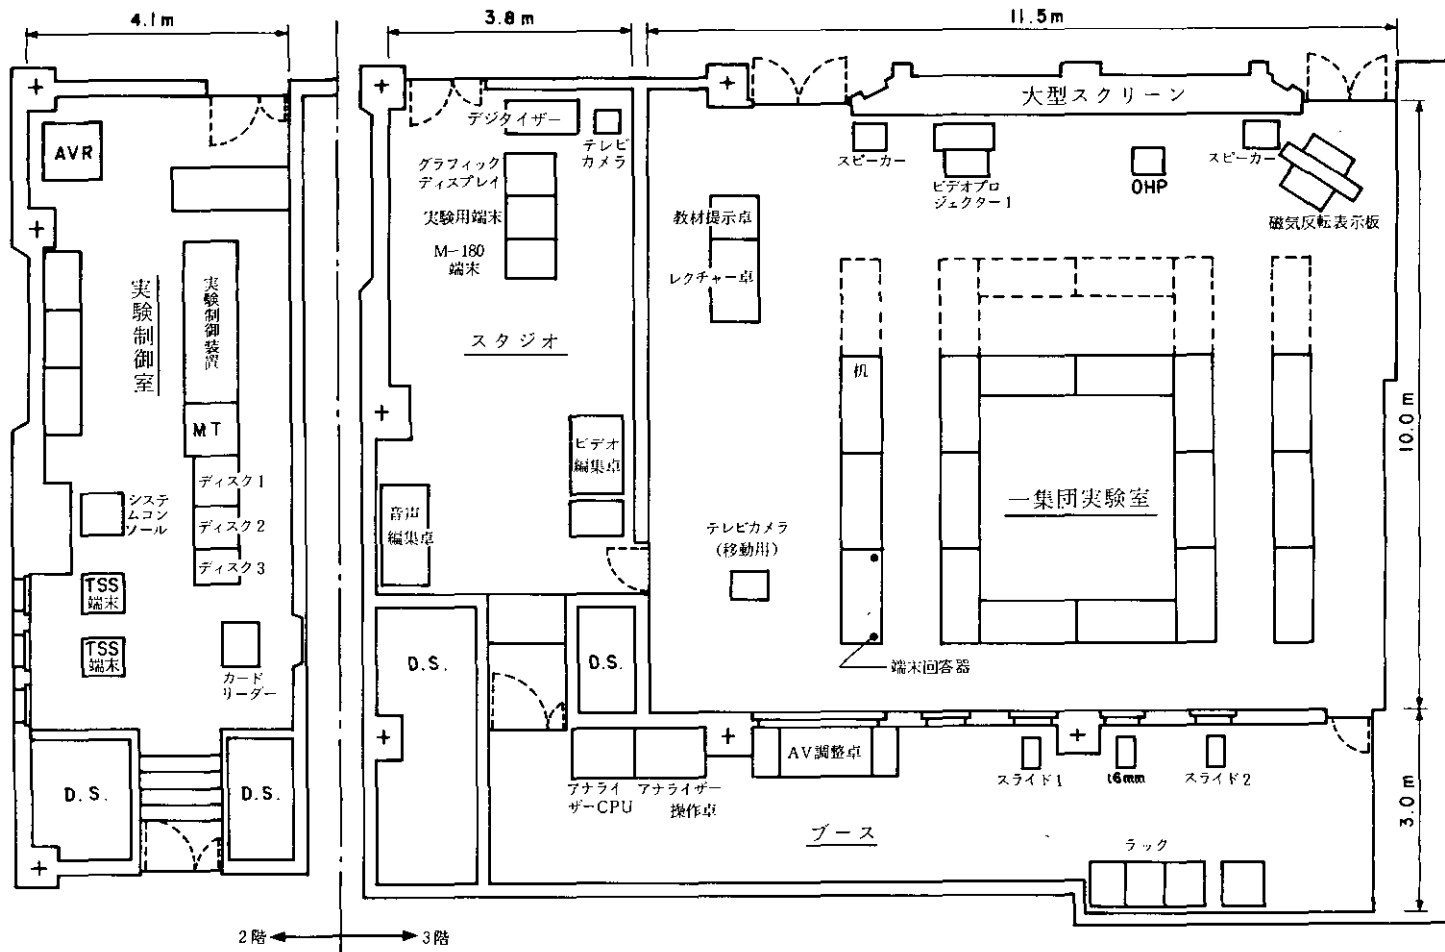 4.1m
3.8m
11.5m
大型スクリーン
AVR
デジタイザー
テレビ
カメラ
グラフィック
ディスプレイ
実験用端末
M-180
端末
スピーカー
ビデオプロ
ジェクター1
OHP
スピーカー
磁気反転表示板
教材提示卓
レクチャー卓
実験制御室
実験制御装置
スタジオ
机
MT
ディスク1
ディスク2
ディスク3
システ
ムコン
ソール
ビデオ
編集卓
音声
編集卓
テレビカメラ
(移動用)
一集団実験室
10.0m
TSS
端末
TSS
端末
カード
リーダー
D.S.
D.S.
端末回答器
D.S.
D.S.
アナライ
ザーCPU
アナライザー
操作卓
AV調整卓
スライド1
16mm
スライド2
3.0m
ブース
ラック
2階
3階